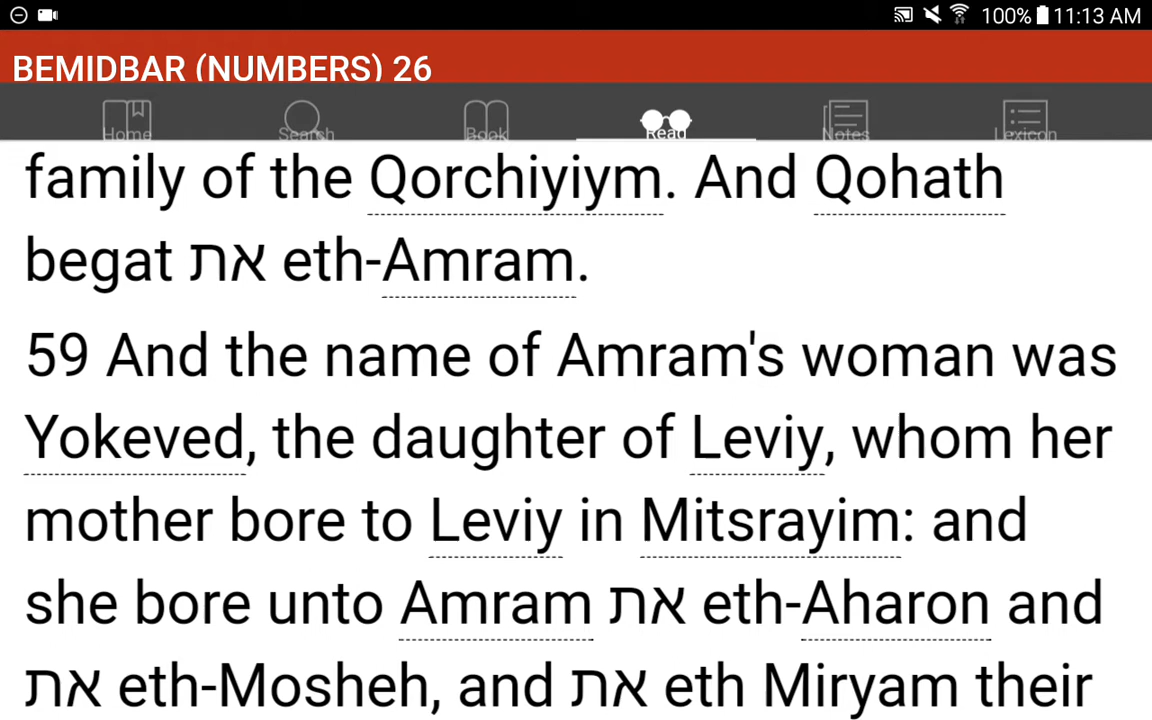 100% 11:13 AM
BEMIDBAR (NUMBERS) 26
Home Search Book Read Notes Lexicon
family of the Qorchiyiym. And Qohath
begat את eth-Amram.
59 And the name of Amram's woman was
Yokeved, the daughter of Leviy, whom her
mother bore to Leviy in Mitsrayim: and
she bore unto Amram את eth-Aharon and
את eth-Mosheh, and את eth Miryam their